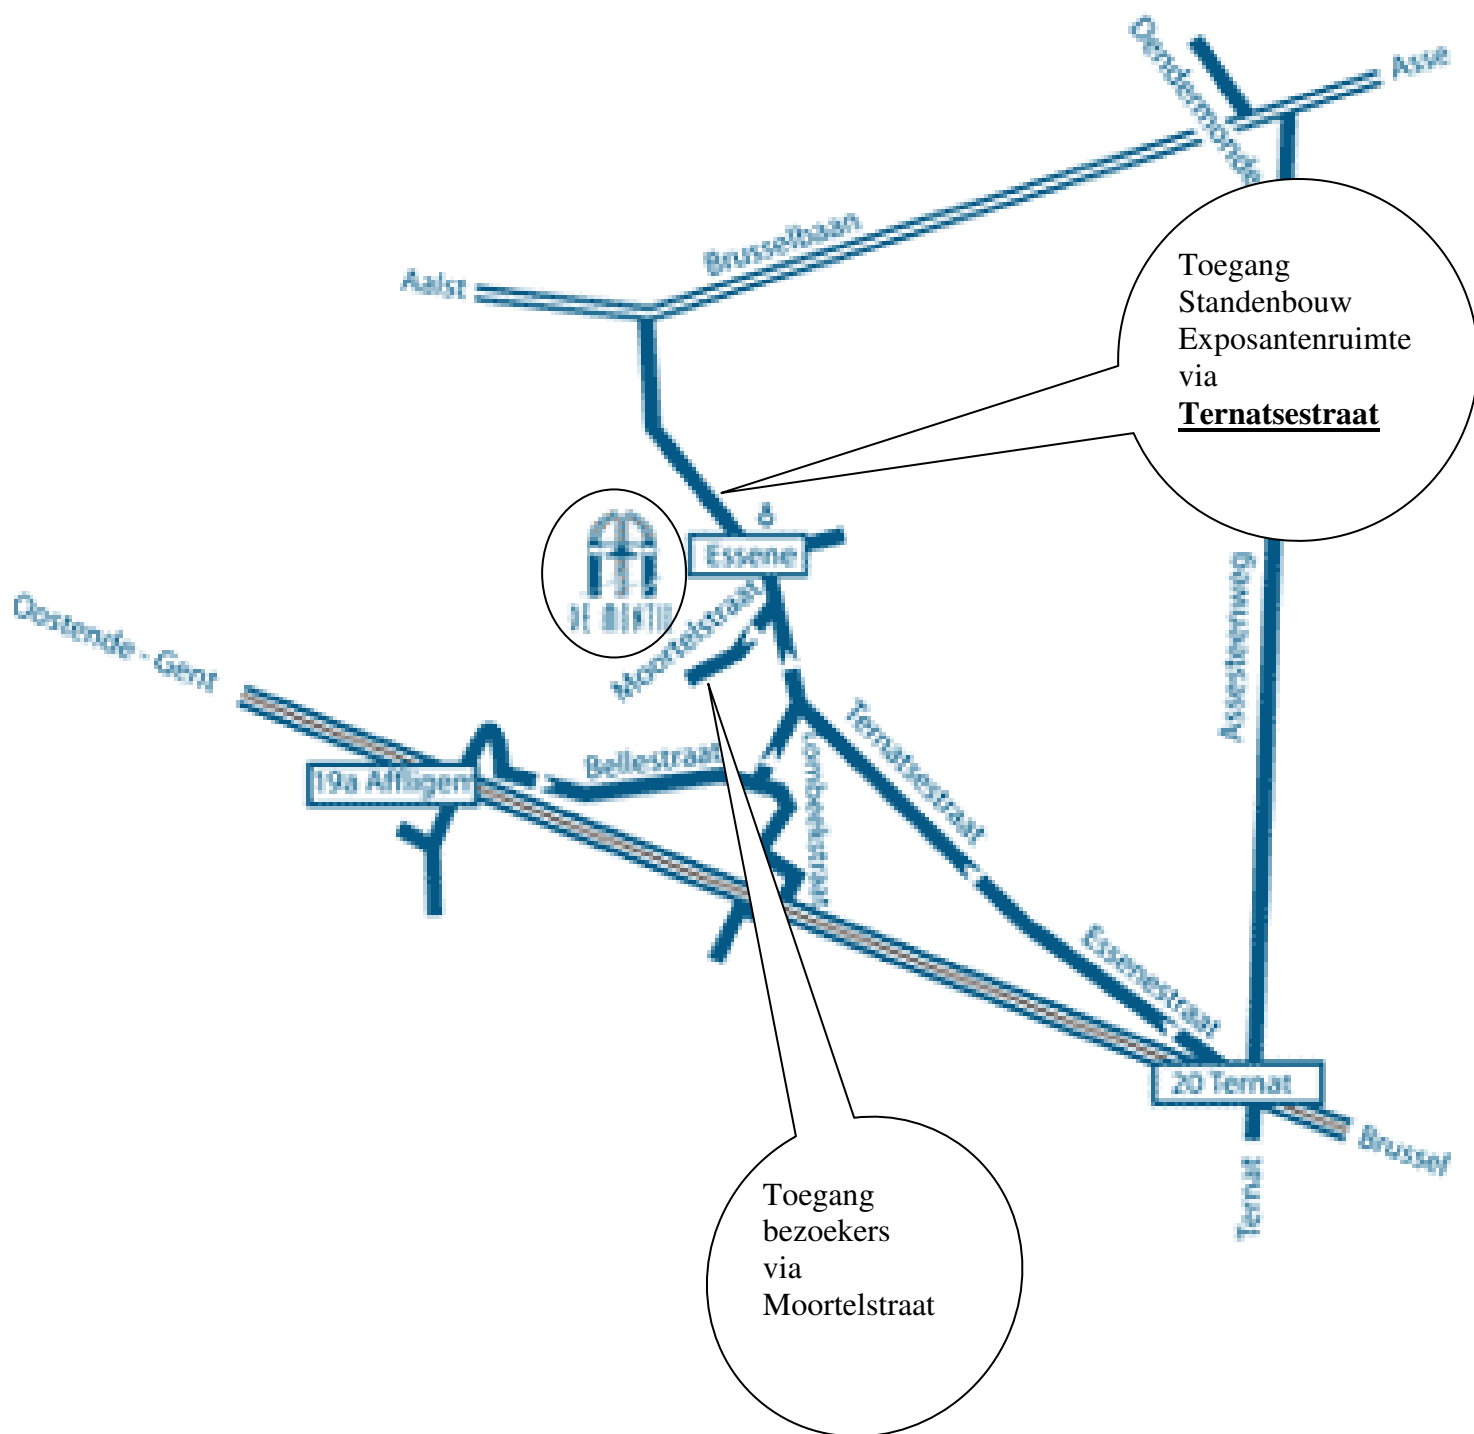 Dendermonde
Asse
Brusselbaan
Aalst
Toegang
Standenbouw
Exposantenruimte
via
Ternatsestraat
Essene
DE MONTIL
Moortelstraat
Oostende - Gent
Assesteenweg
Ternatsestraat
Lombeekstraat
Bellestraat
19a Affligem
Essenestraat
20 Ternat
Brussel
Ternat
Toegang
bezoekers
via
Moortelstraat